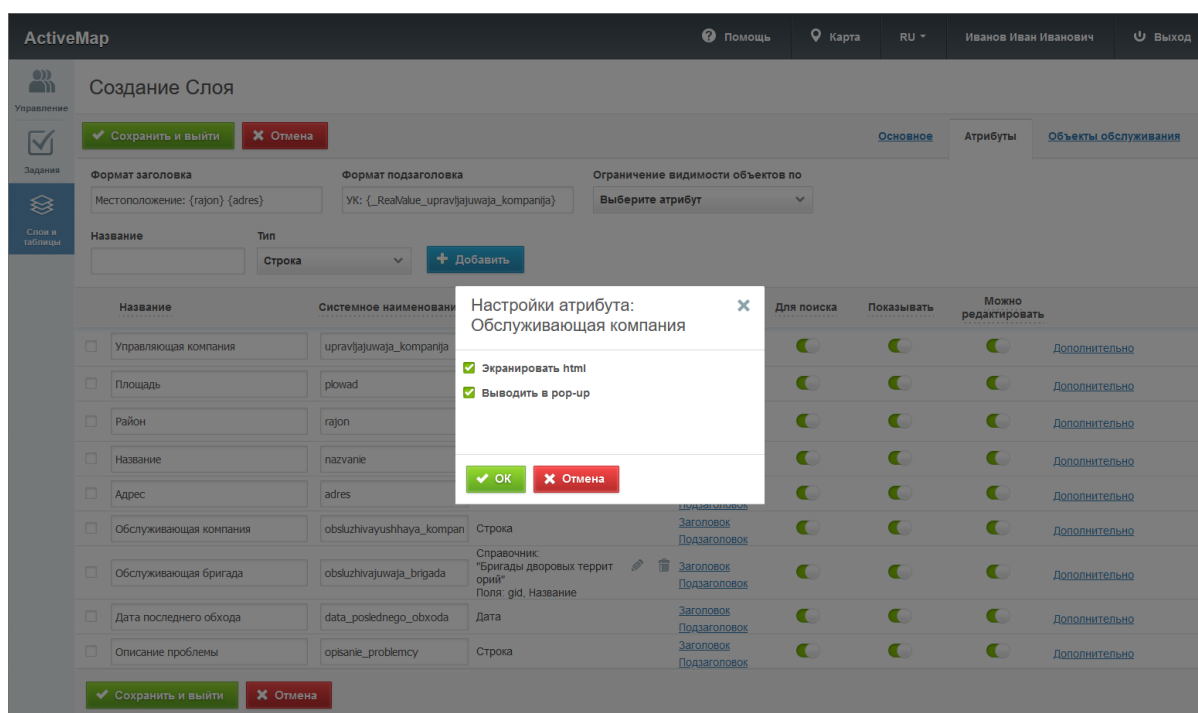 ActiveMap
Помощь
Карта
RU
Иванов Иван Иванович
Выход
Управление
Задания
Слои и
таблицы
Создание Слоя
Сохранить и выйти
Отмена
Основное
Атрибуты
Объекты обслуживания
Формат заголовка
Формат подзаголовка
Ограничение видимости объектов по
Местоположение: {rajon} {adres}
УК: {_RealValue_upravljajuwaja_kompanija}
Выберите атрибут
Название
Тип
Строка
Добавить
Название
Системное наименовани
Для поиска
Показывать
Можно
редактировать
Настройки атрибута:
Обслуживающая компания
Экранировать html
Выводить в pop-up
ОК
Отмена
Управляющая компания
upravljajuwaja_kompanija
Дополнительно
Площадь
plowad
Дополнительно
Район
rajon
Дополнительно
Название
nazvanie
Дополнительно
Адрес
adres
Подзаголовок
Дополнительно
Обслуживающая компания
obsluzhivayushhaya_kompan
Строка
Заголовок
Подзаголовок
Дополнительно
Обслуживающая бригада
obsluzhivajuwaja_brigada
Справочник:
"Бригады дворовых террит
орий"
Поля: gid, Название
Заголовок
Подзаголовок
Дополнительно
Дата последнего обхода
data_poslednego_obxoda
Дата
Заголовок
Подзаголовок
Дополнительно
Описание проблемы
opisanie_problemcy
Строка
Заголовок
Подзаголовок
Дополнительно
Сохранить и выйти
Отмена